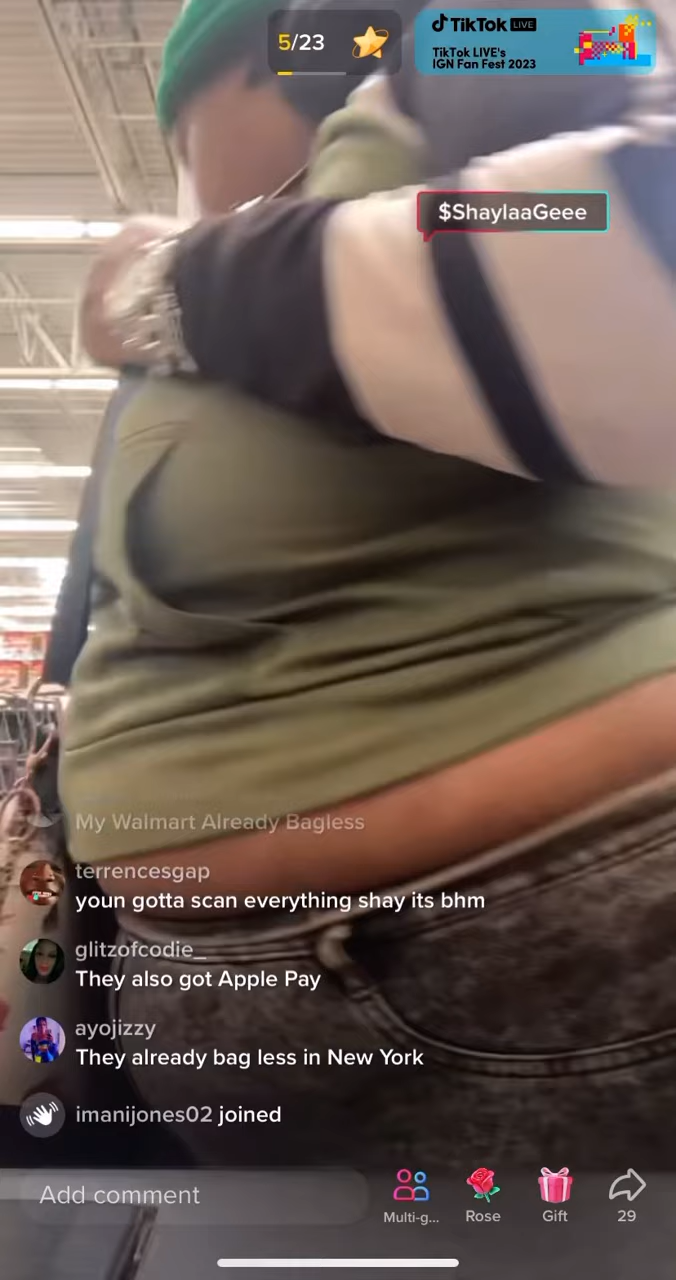 5/23
TikTok LIVE
TikTok LIVE's
IGN Fan Fest 2023
$ShaylaaGeee
My Walmart Already Bagless
terrencesgap
youn gotta scan everything shay its bhm
glitzofcodie_
They also got Apple Pay
ayojizzy
They already bag less in New York
imanijones02 joined
Add comment
Multi-g...
Rose
Gift
29